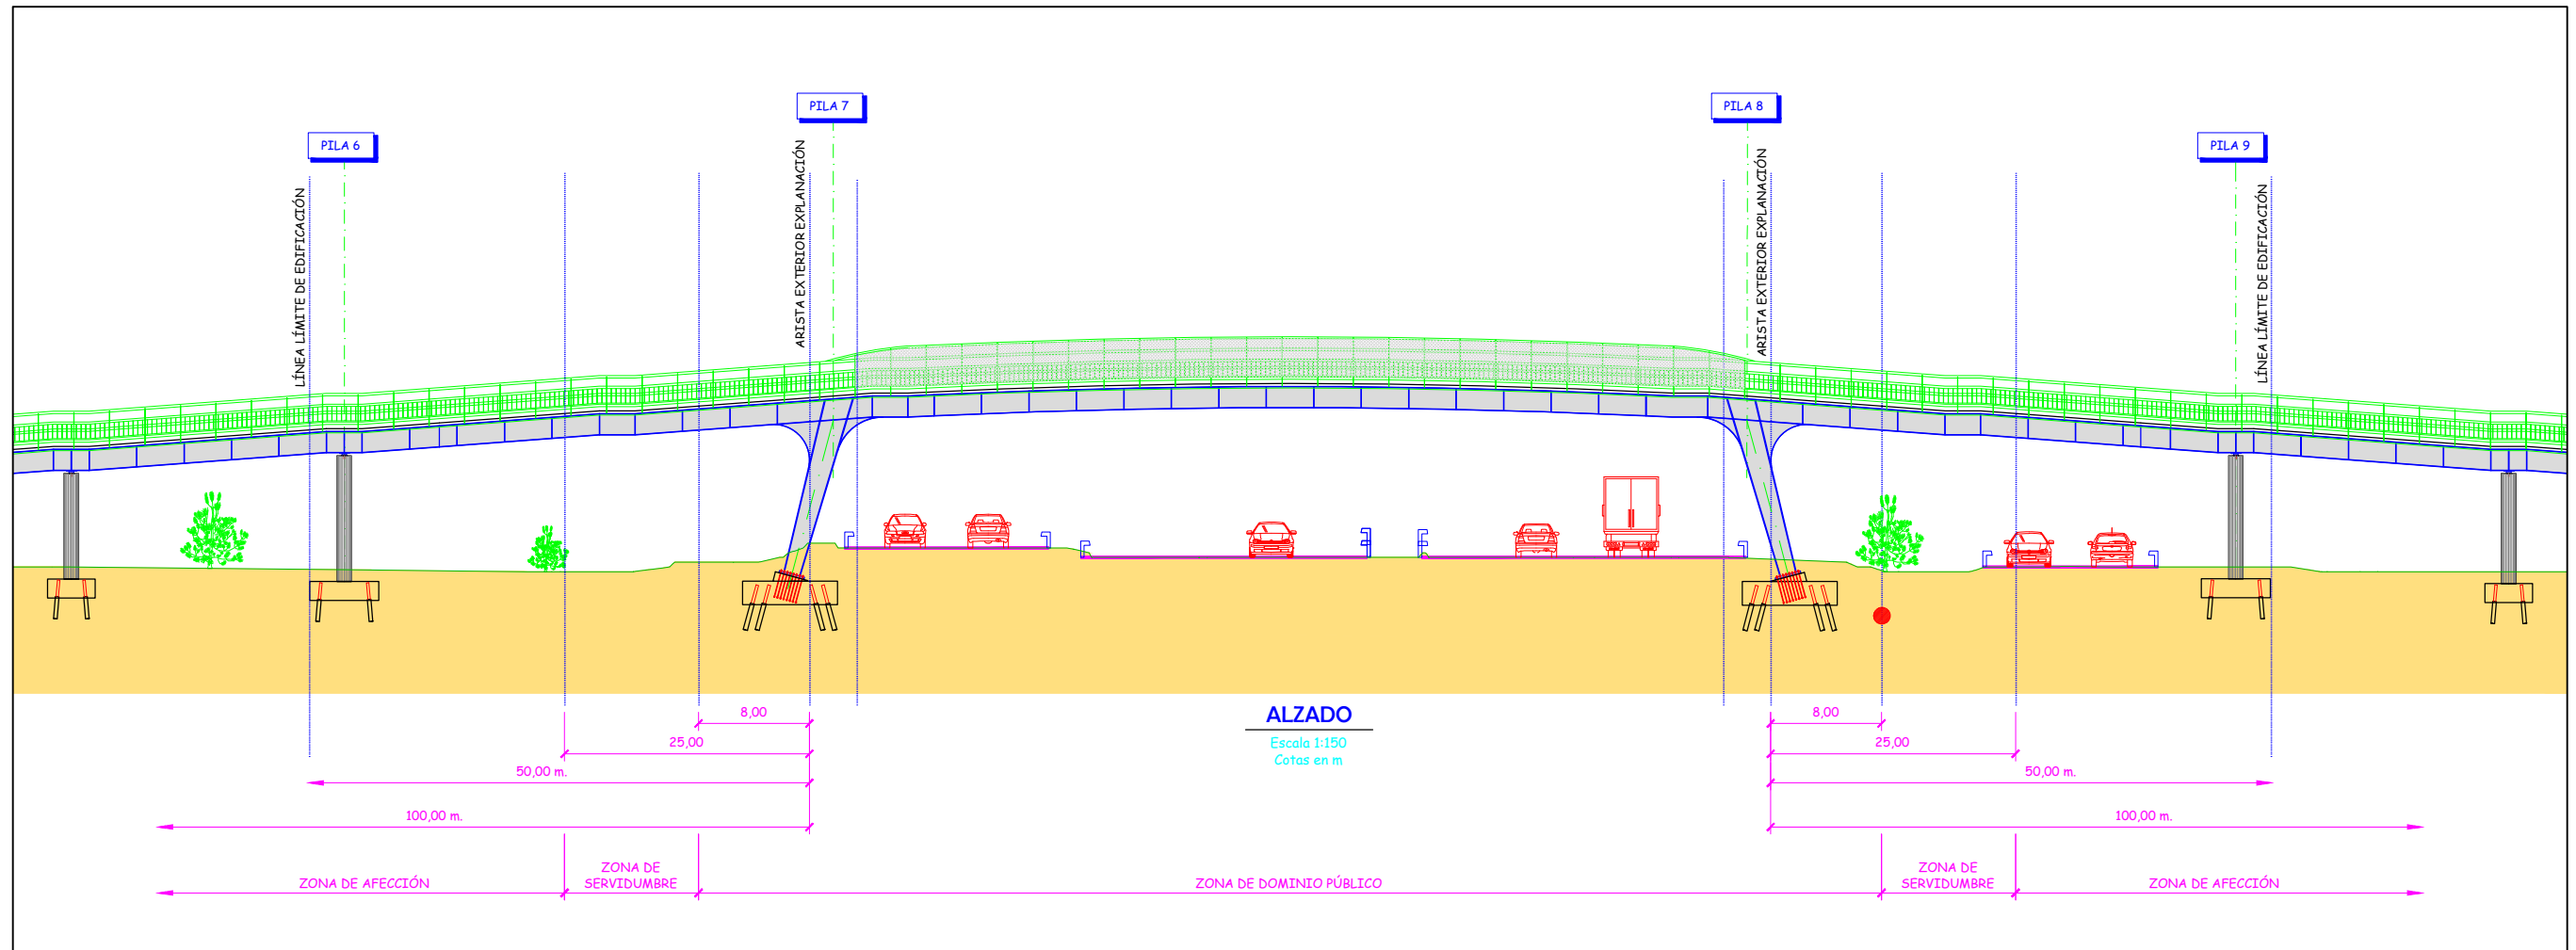 PILA 7
PILA 8
PILA 6
PILA 9
LÍNEA LÍMITE DE EDIFICACIÓN
ARISTA EXTERIOR EXPLANACIÓN
ARISTA EXTERIOR EXPLANACIÓN
LÍNEA LÍMITE DE EDIFICACIÓN
8,00
ALZADO
8,00
25,00
Escala 1:150
25,00
Cotas en m
50,00 m.
50,00 m.
100,00 m.
100,00 m.
ZONA DE AFECCIÓN
ZONA DE
SERVIDUMBRE
ZONA DE DOMINIO PÚBLICO
ZONA DE
SERVIDUMBRE
ZONA DE AFECCIÓN